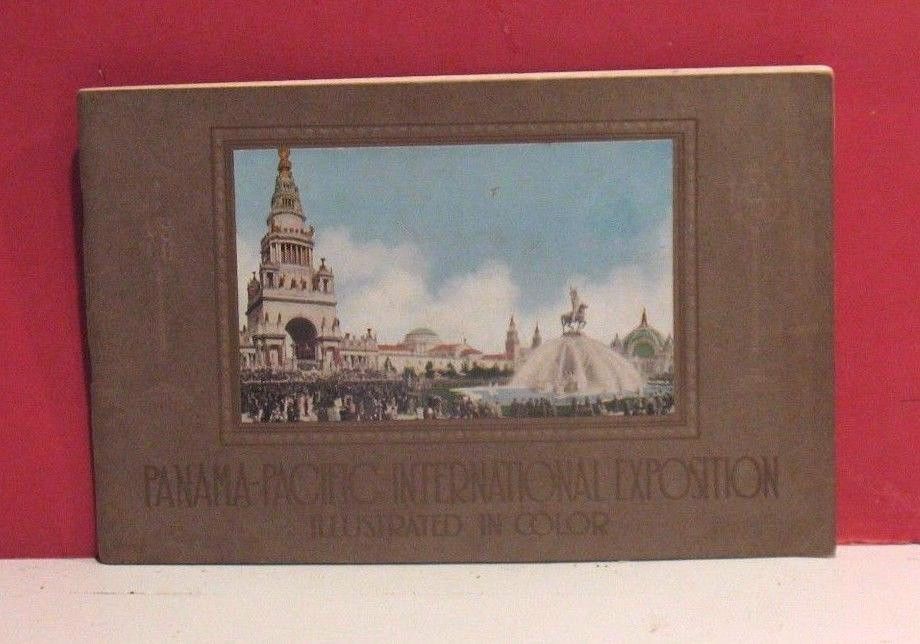 PANAMA-PACIFIC INTERNATIONAL EXPOSITION
ILLUSTRATED IN COLOR